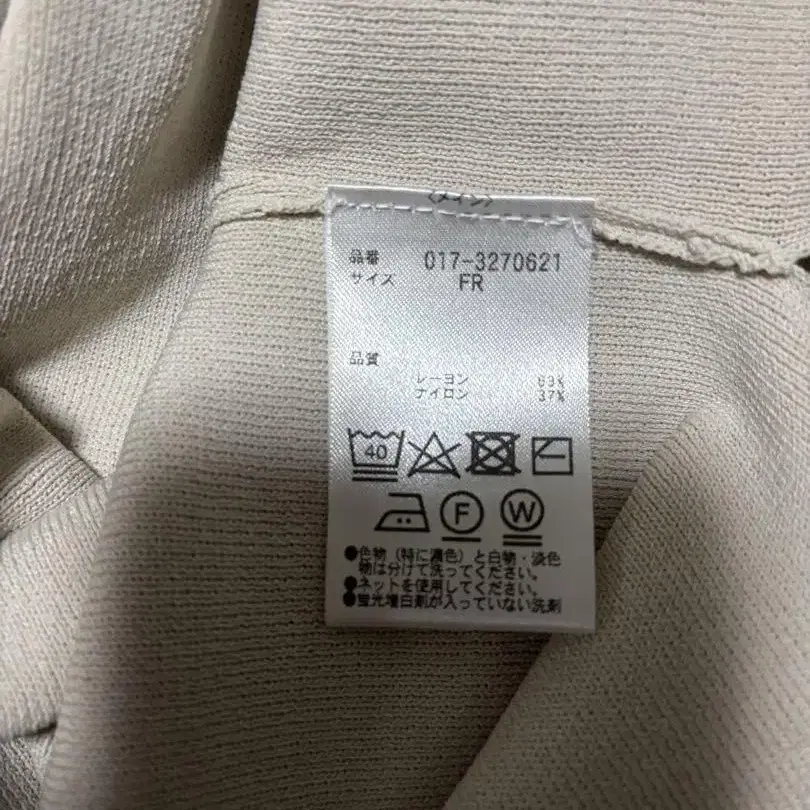 〈メイン〉
品番 017-3270621
サイズ FR
品質
レーヨン 63%
ナイロン 37%
40
F W
●色物(特に濃色)と白物・淡色
物は分けて洗ってください。
●ネットを使用してください。
●蛍光増白剤が入っていない洗剤